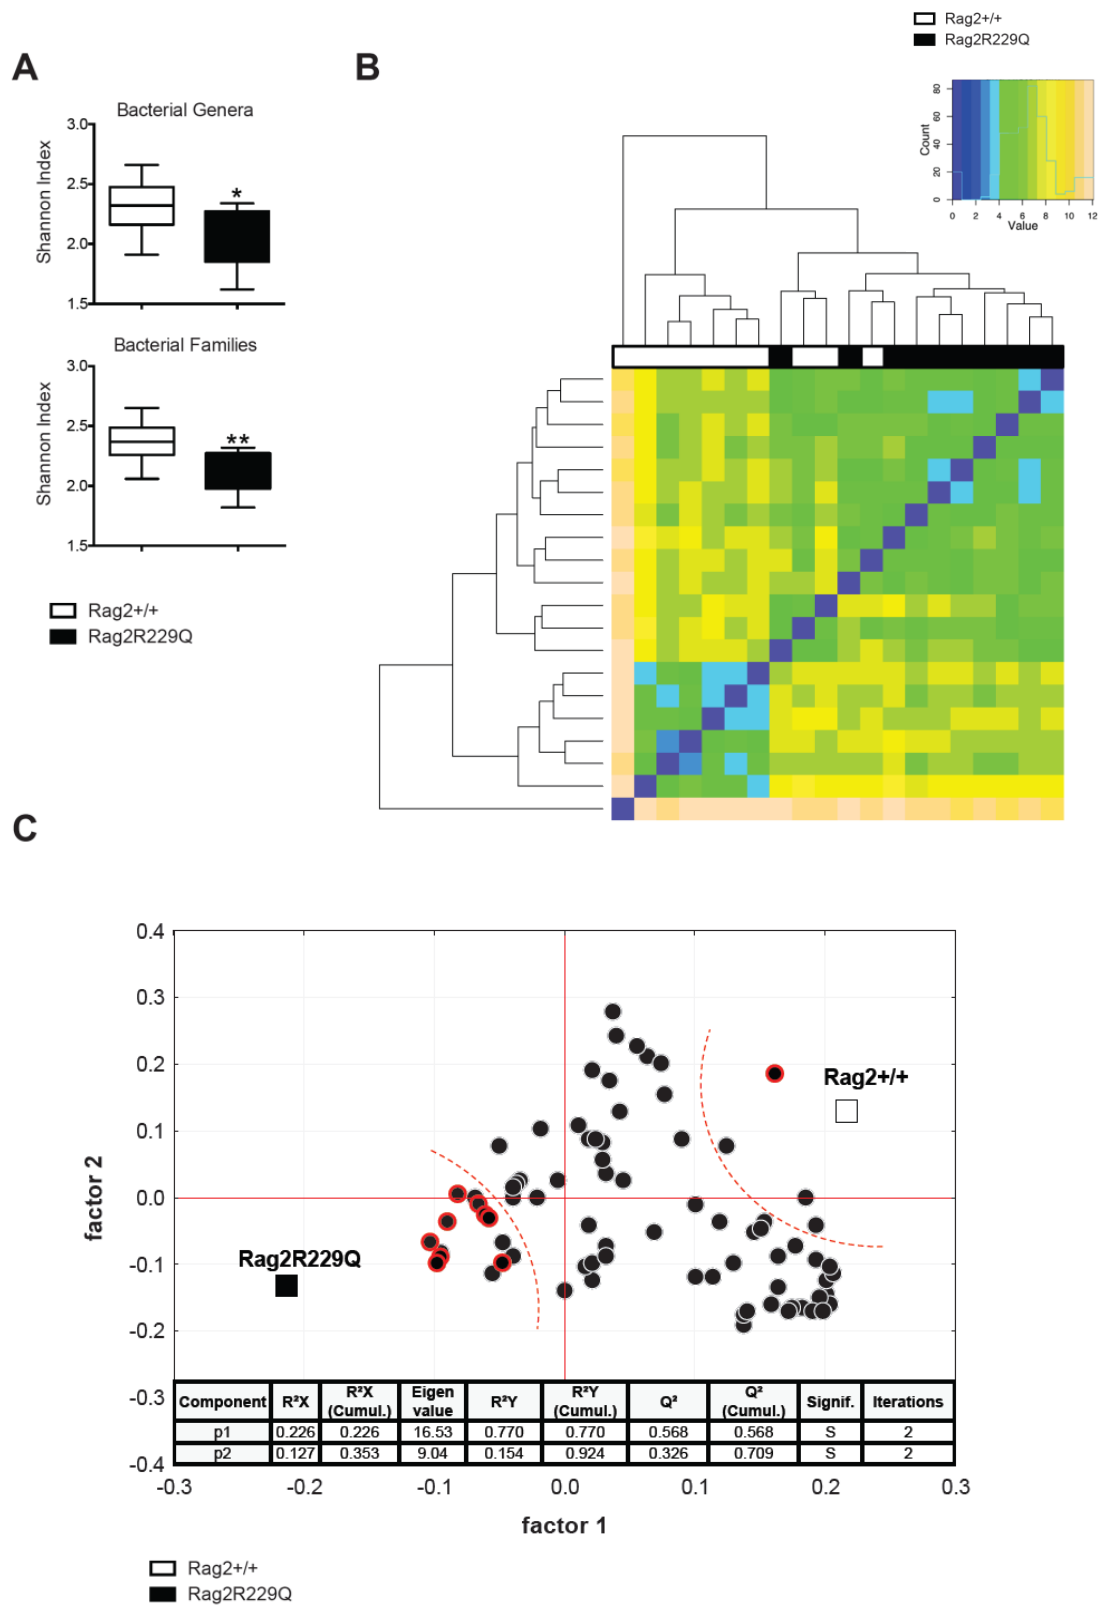 Rag2+/+
Rag2R229Q
A
B
Bacterial Genera
3.0
2.5
2.0
1.5
Shannon Index
*
Bacterial Families
3.0
2.5
2.0
1.5
Shannon Index
**
Rag2+/+
Rag2R229Q
80
60
40
20
0
Count
0 2 4 6 8 10 12
Value
C
0.4
0.3
0.2
0.1
0.0
-0.1
-0.2
-0.3
-0.4
factor 2
Rag2+/+
Rag2R229Q
Component R²X R²X (Cumul.) Eigen value R²Y R²Y (Cumul.) Q² Q² (Cumul.) Signif. Iterations
p1 0.226 0.226 16.53 0.770 0.770 0.568 0.568 S 2
p2 0.127 0.353 9.04 0.154 0.924 0.326 0.709 S 2
-0.3 -0.2 -0.1 0.0 0.1 0.2 0.3
factor 1
Rag2+/+
Rag2R229Q